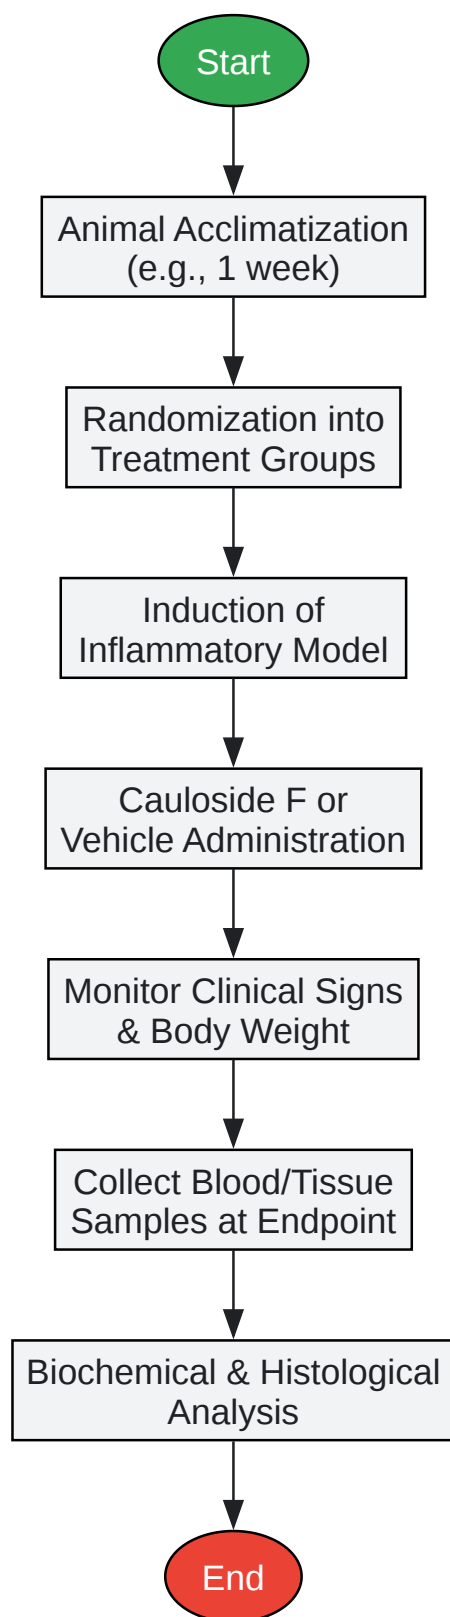 Start
Animal Acclimatization
(e.g., 1 week)
Randomization into
Treatment Groups
Induction of
Inflammatory Model
Cauloside F or
Vehicle Administration
Monitor Clinical Signs
& Body Weight
Collect Blood/Tissue
Samples at Endpoint
Biochemical & Histological
Analysis
End